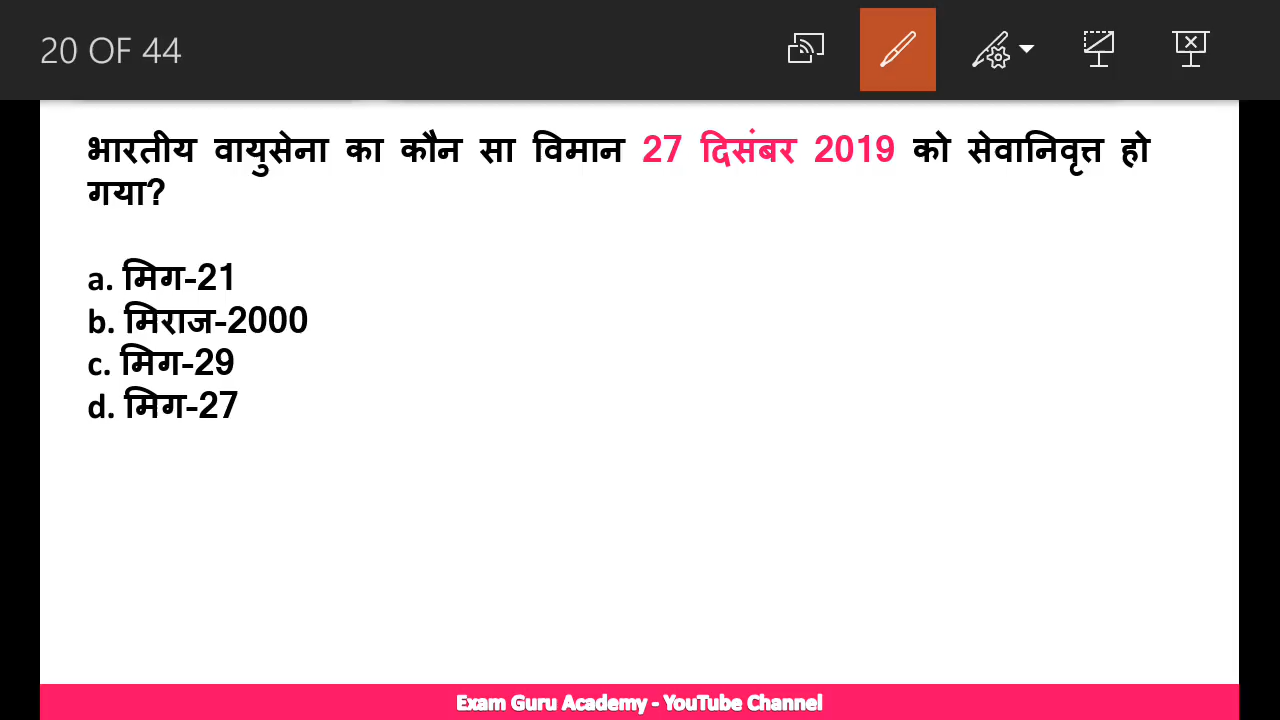 20 OF 44
भारतीय वायुसेना का कौन सा विमान 27 दिसंबर 2019 को सेवानिवृत्त हो
गया?
a. मिग-21
b. मिराज-2000
c. मिग-29
d. मिग-27
Exam Guru Academy - YouTube Channel